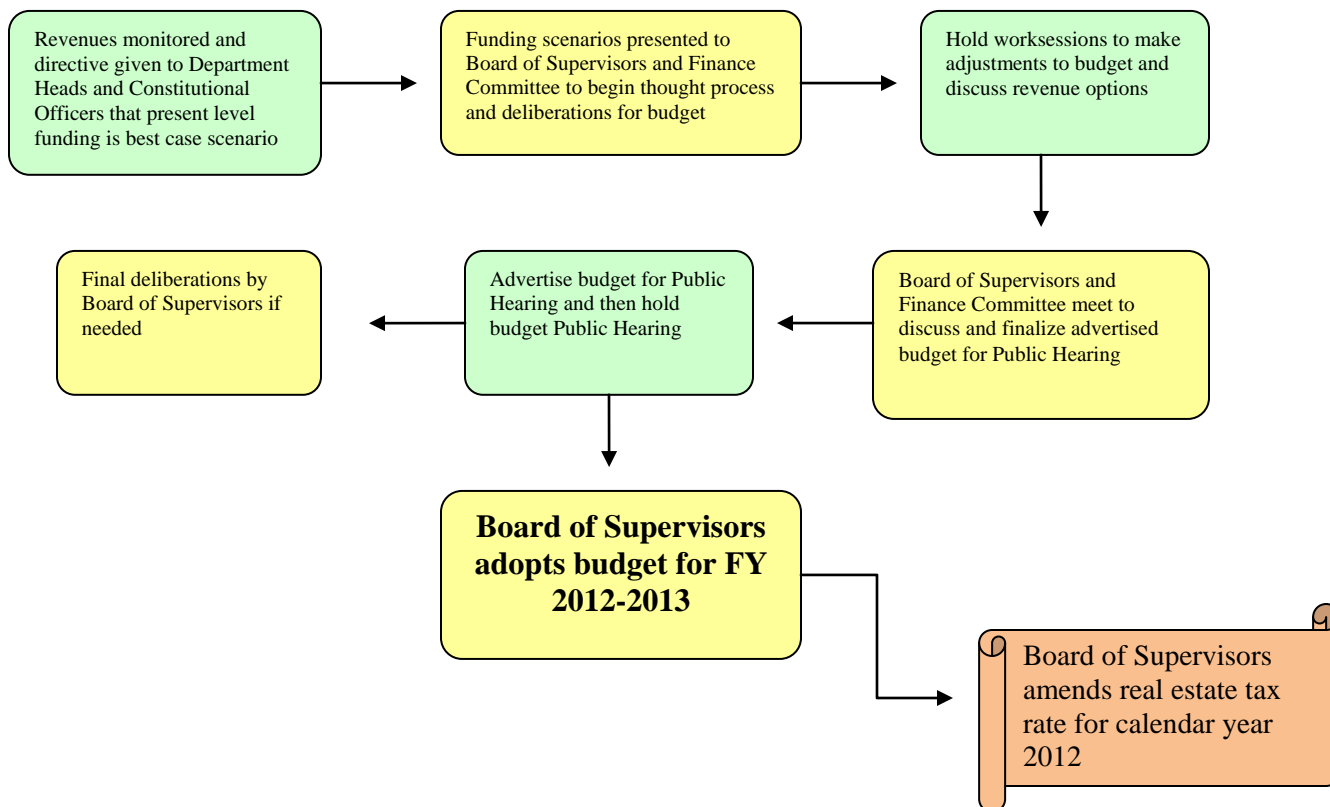 Revenues monitored and
directive given to Department
Heads and Constitutional
Officers that present level
funding is best case scenario
Funding scenarios presented to
Board of Supervisors and Finance
Committee to begin thought process
and deliberations for budget
Hold worksessions to make
adjustments to budget and
discuss revenue options
Board of Supervisors and
Finance Committee meet to
discuss and finalize advertised
budget for Public Hearing
Advertise budget for Public
Hearing and then hold
budget Public Hearing
Final deliberations by
Board of Supervisors if
needed
Board of Supervisors
adopts budget for FY
2012-2013
Board of Supervisors
amends real estate tax
rate for calendar year
2012